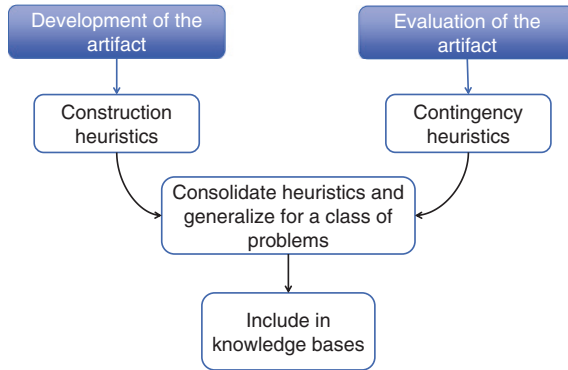 Development of the
artifact
Evaluation of the
artifact
Construction
heuristics
Contingency
heuristics
Consolidate heuristics and
generalize for a class of
problems
Include in
knowledge bases